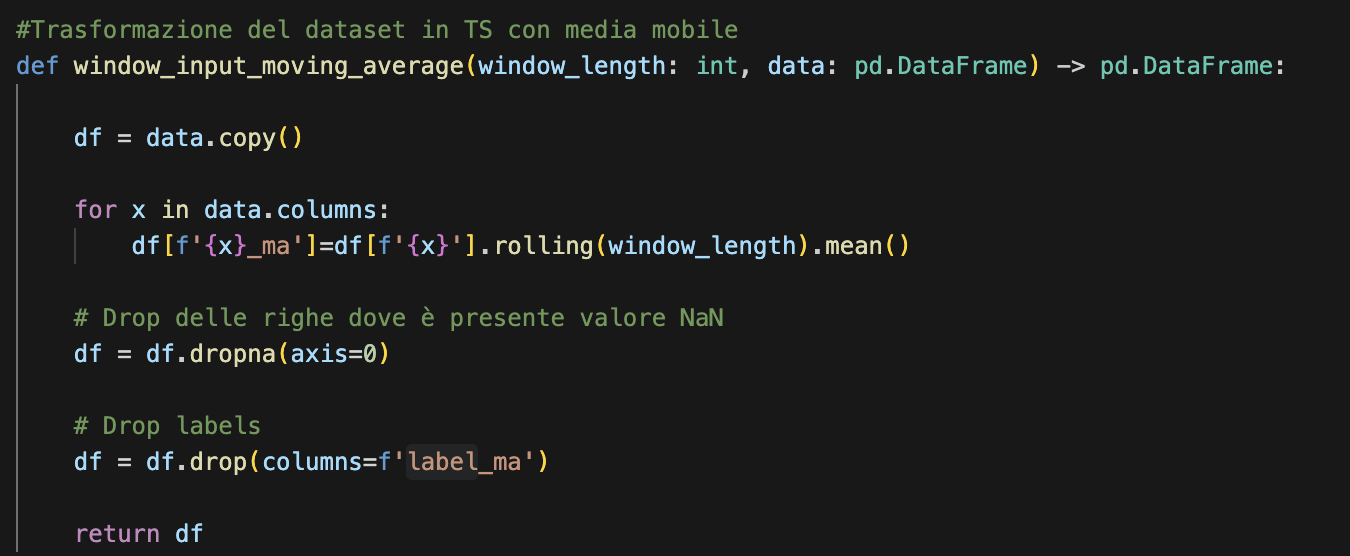 #Trasformazione del dataset in TS con media mobile
def window_input_moving_average(window_length: int, data: pd.DataFrame) -> pd.DataFrame:
df = data.copy()
for x in data.columns:
df[f'{x}_ma']=df[f'{x}'].rolling(window_length).mean()
# Drop delle righe dove è presente valore NaN
df = df.dropna(axis=0)
# Drop labels
df = df.drop(columns=f'label_ma')
return df